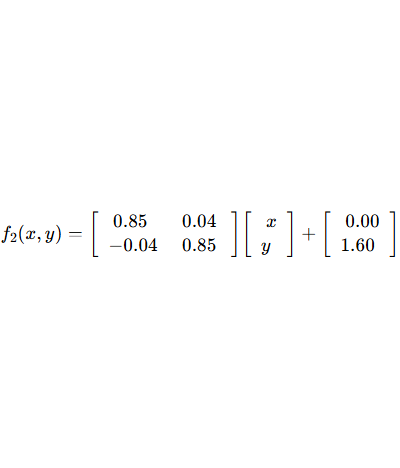 f₂(x, y) = [ 0.85 0.04 ; −0.04 0.85 ] [ x ; y ] + [ 0.00 ; 1.60 ]